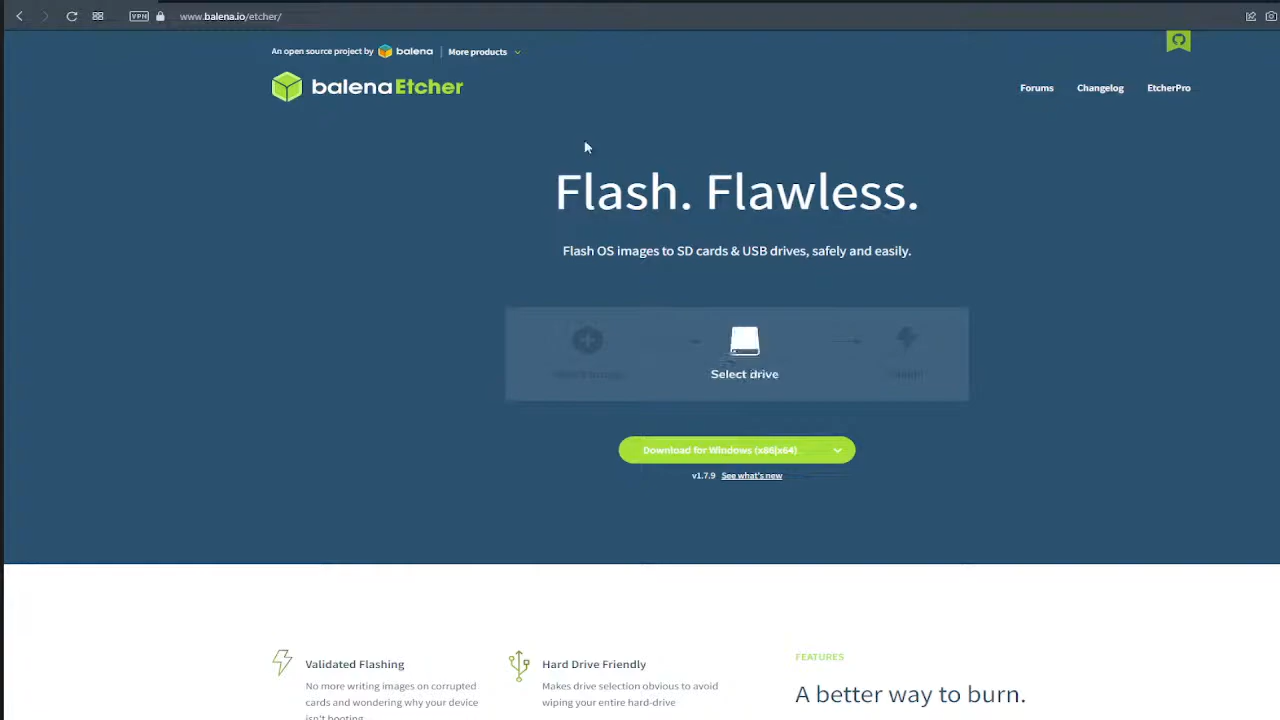 VPN
www.balena.io/etcher/
An open source project by balena
More products
balenaEtcher
Forums
Changelog
EtcherPro
Flash. Flawless.
Flash OS images to SD cards & USB drives, safely and easily.
Select drive
Download for Windows (x86|x64)
v1.7.9 See what's new
Validated Flashing
No more writing images on corrupted
cards and wondering why your device
isn't booting.
Hard Drive Friendly
Makes drive selection obvious to avoid
wiping your entire hard-drive
FEATURES
A better way to burn.